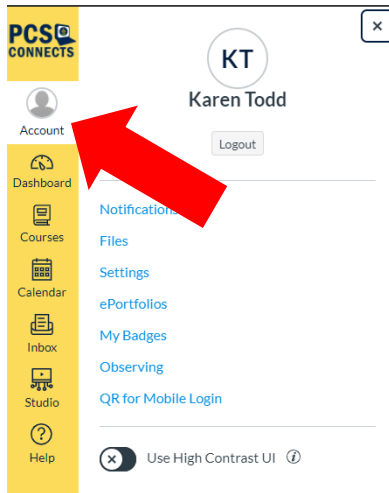 PCS
CONNECTS
Account
Dashboard
Courses
Calendar
Inbox
Studio
Help
KT
Karen Todd
Logout
Notifications
Files
Settings
ePortfolios
My Badges
Observing
QR for Mobile Login
Use High Contrast UI